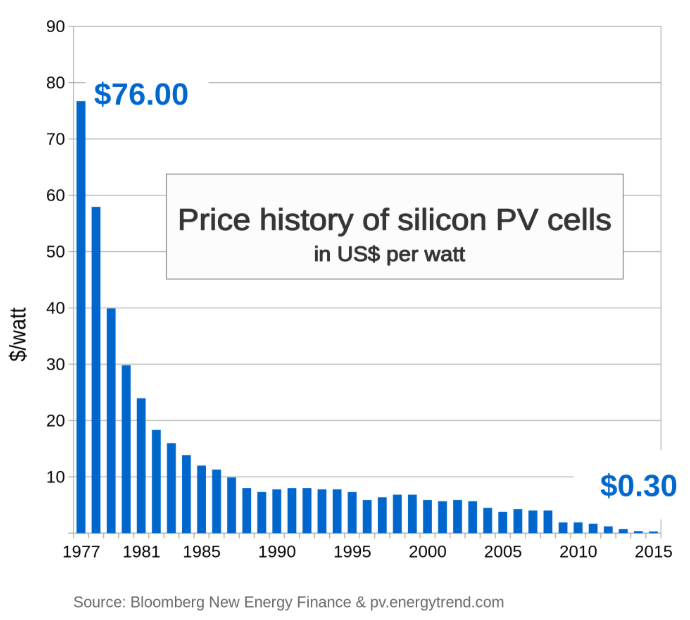 90
80
$76.00
70
60
Price history of silicon PV cells
50
in US$ per watt
40
$/watt
30
20
10
$0.30
1977 1981 1985 1990 1995 2000 2005 2010 2015
Source: Bloomberg New Energy Finance & pv.energytrend.com